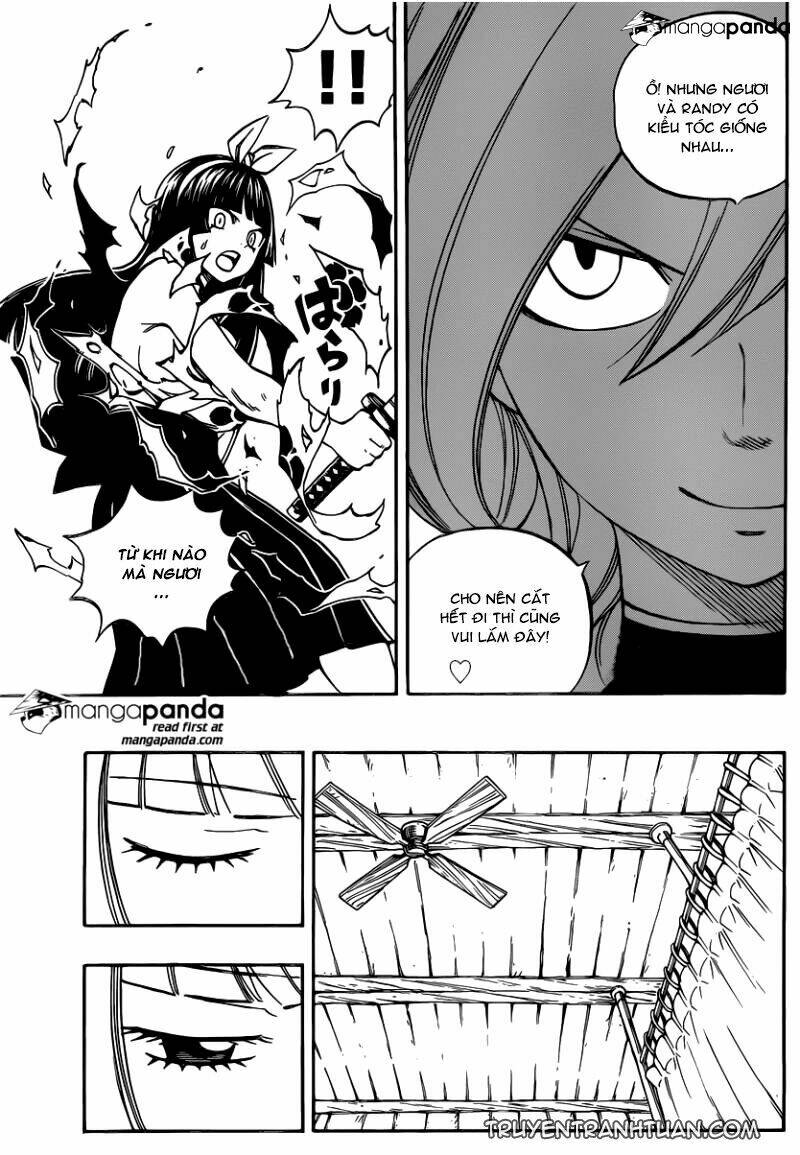 mangapanda
Ồ! NHƯNG NGƯƠI
VÀ RANDY CÓ
KIỂU TÓC GIỐNG
NHAU...
CHO NÊN CẮT
HẾT ĐI THÌ CŨNG
VUI LẮM ĐÂY!
♡
!!
ばらり
TỪ KHI NÀO
MÀ NGƯƠI
...
mangapanda
read first at
mangapanda.com
TRUYENTRANHTUAN.COM